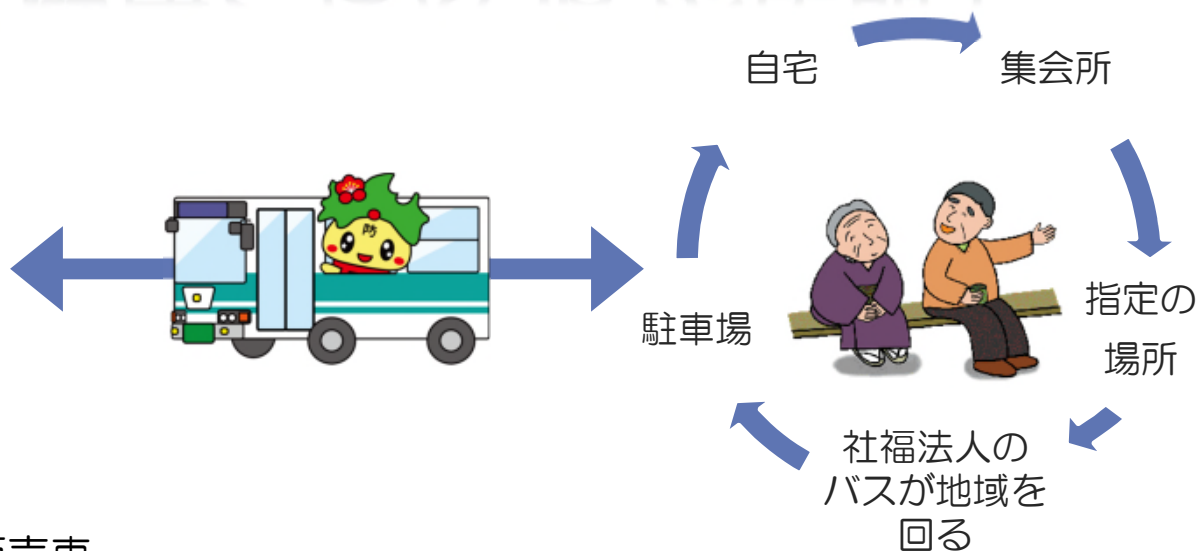 自宅
集会所
防
駐車場
指定の
場所
社福法人の
バスが地域を
回る